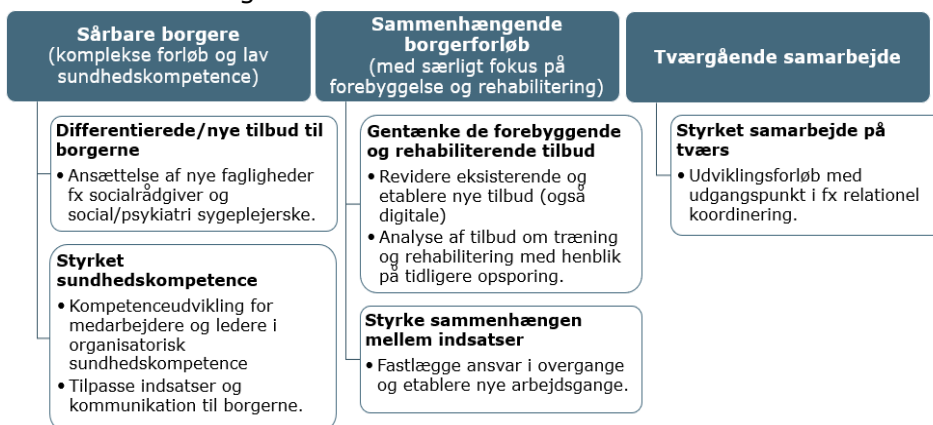 Sårbare borgere
(komplekse forløb og lav
sundhedskompetence)
Differentierede/nye tilbud til
borgerne
• Ansættelse af nye fagligheder
fx socialrådgiver og
social/psykiatri sygeplejerske.
Styrket
sundhedskompetence
• Kompetenceudvikling for
medarbejdere og ledere i
organisatorisk
sundhedskompetence
• Tilpasse indsatser og
kommunikation til borgerne.
Sammenhængende
borgerforløb
(med særligt fokus på
forebyggelse og rehabilitering)
Gentænke de forebyggende
og rehabiliterende tilbud
• Revidere eksisterende og
etablere nye tilbud (også
digitale)
• Analyse af tilbud om træning
og rehabilitering med henblik
på tidligere opsporing.
Styrke sammenhængen
mellem indsatser
• Fastlægge ansvar i overgange
og etablere nye arbejdsgange.
Tværgående samarbejde
Styrket samarbejde på
tværs
• Udviklingsforløb med
udgangspunkt i fx relationel
koordinering.